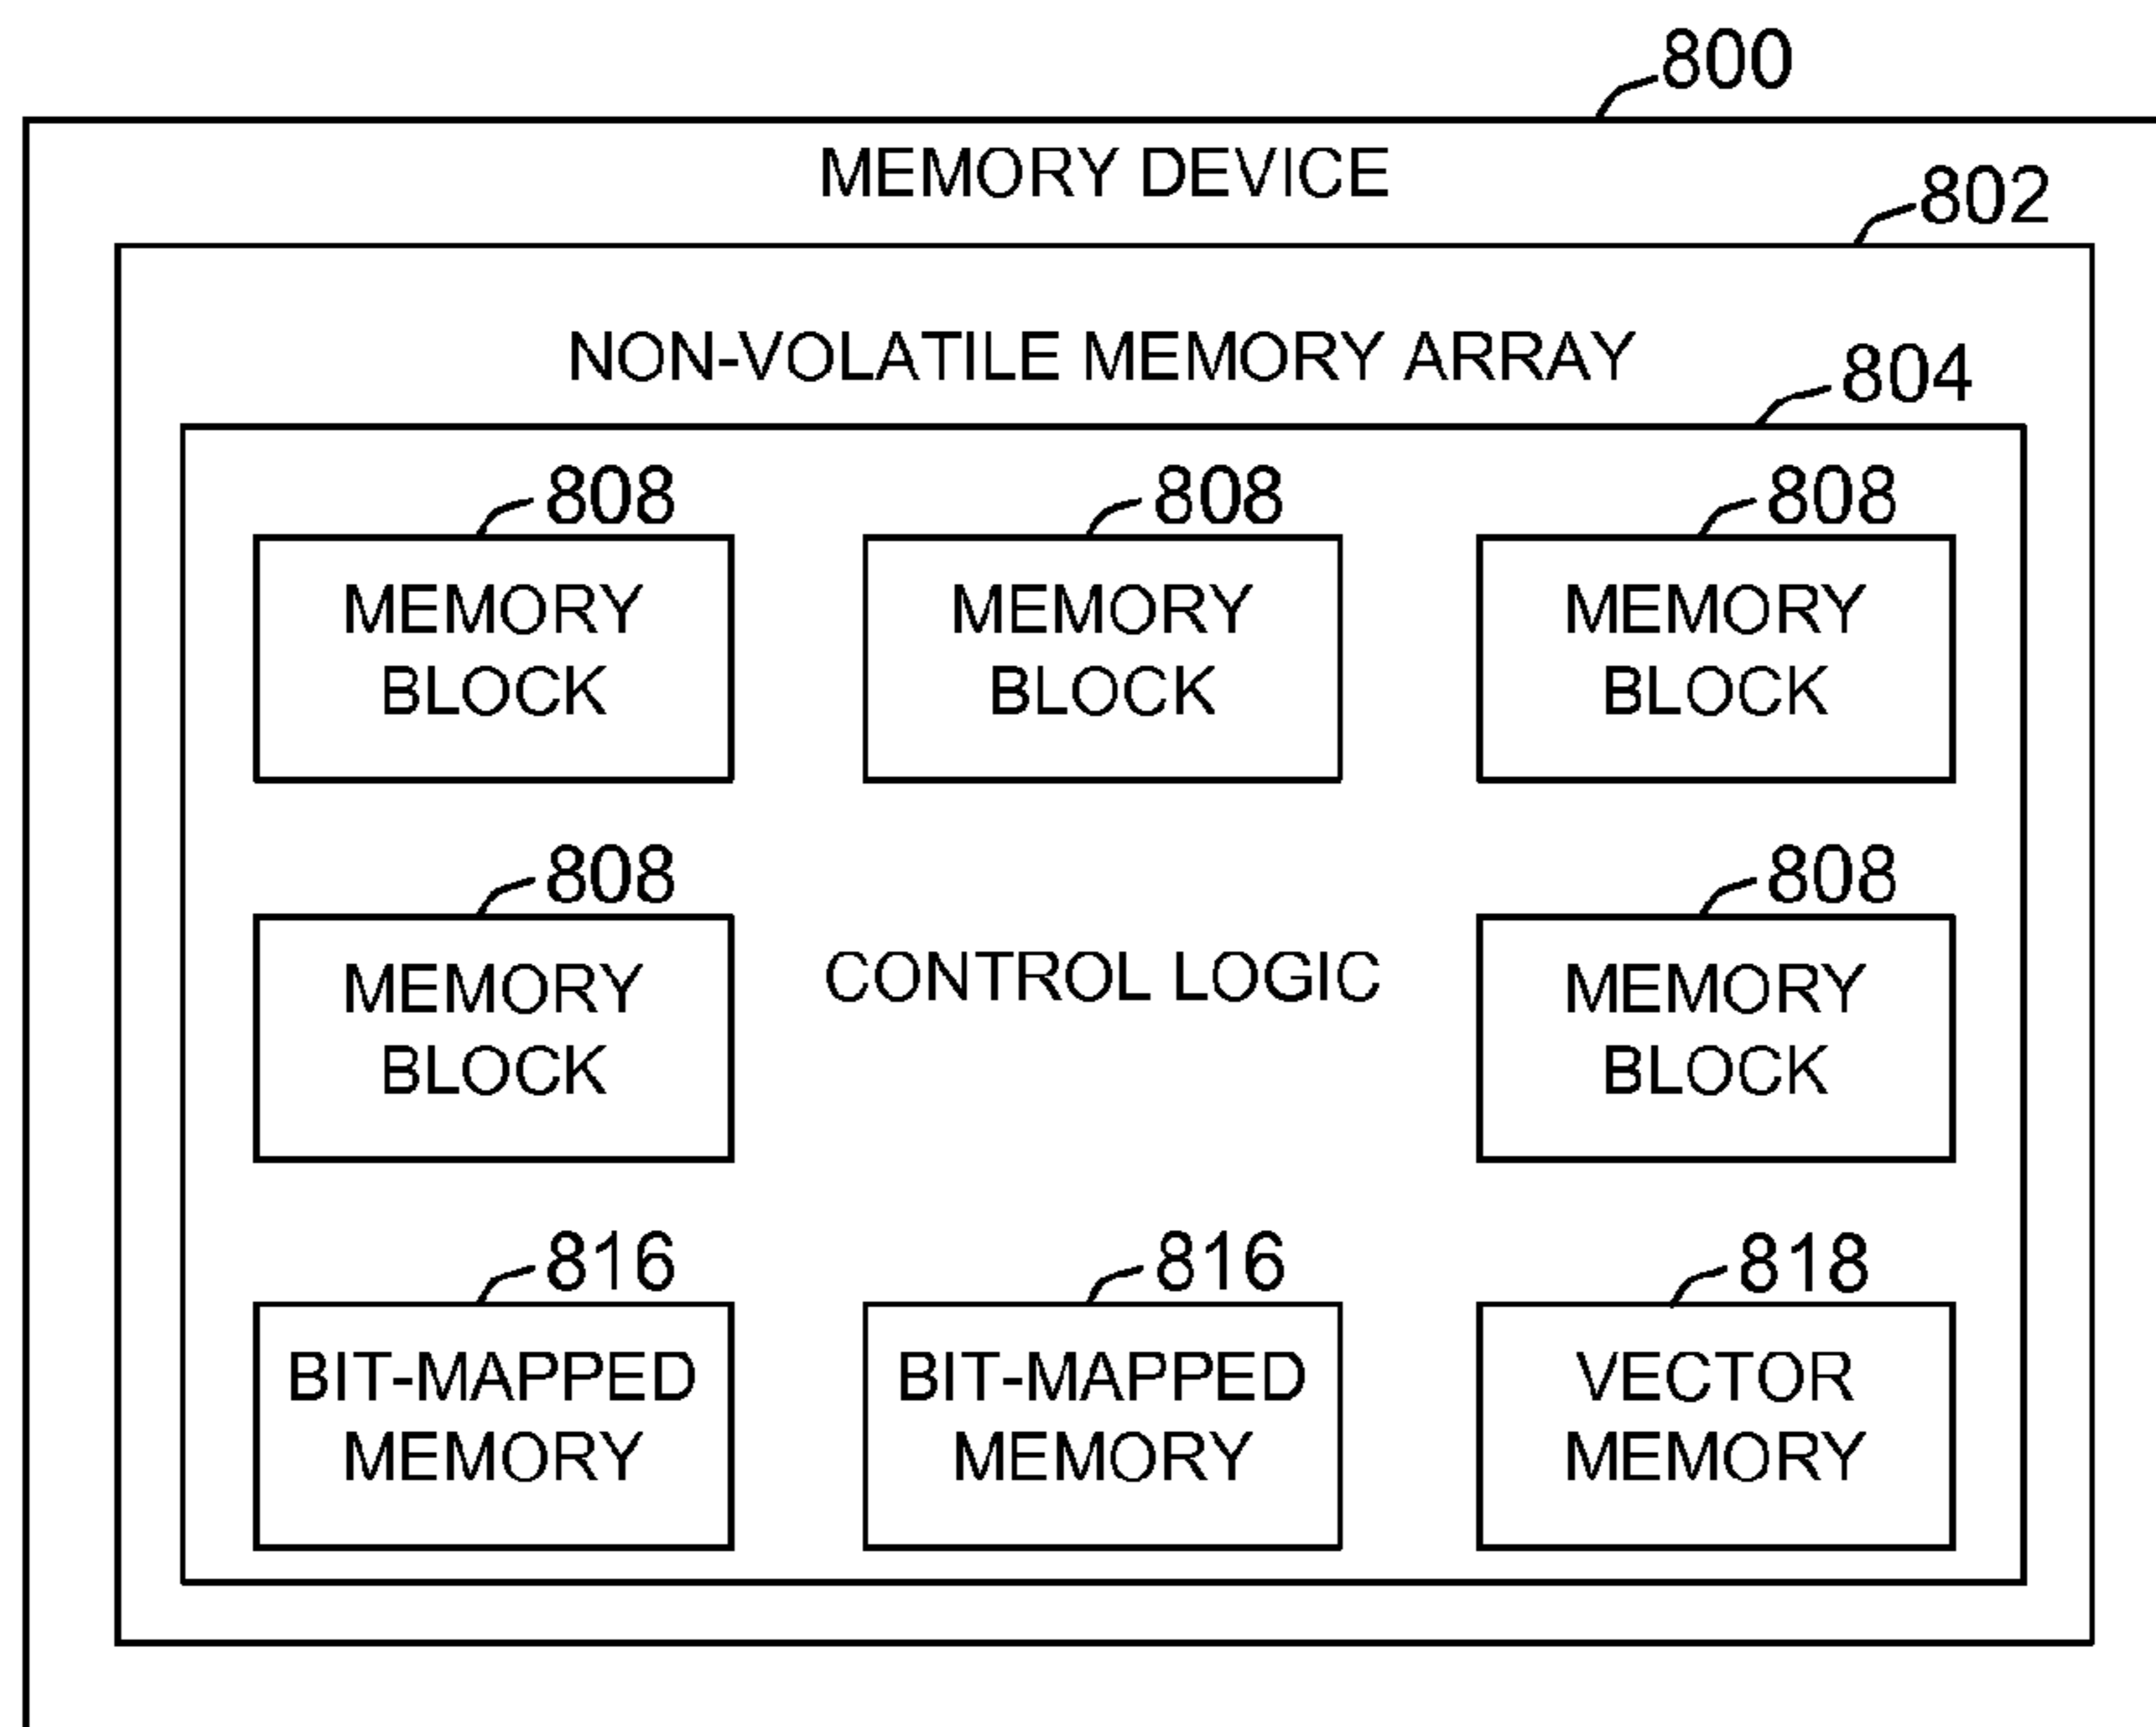 800
MEMORY DEVICE
802
NON-VOLATILE MEMORY ARRAY
804
808 808 808
MEMORY BLOCK
MEMORY BLOCK
MEMORY BLOCK
808 808
MEMORY BLOCK
CONTROL LOGIC
MEMORY BLOCK
816 816 818
BIT-MAPPED MEMORY
BIT-MAPPED MEMORY
VECTOR MEMORY